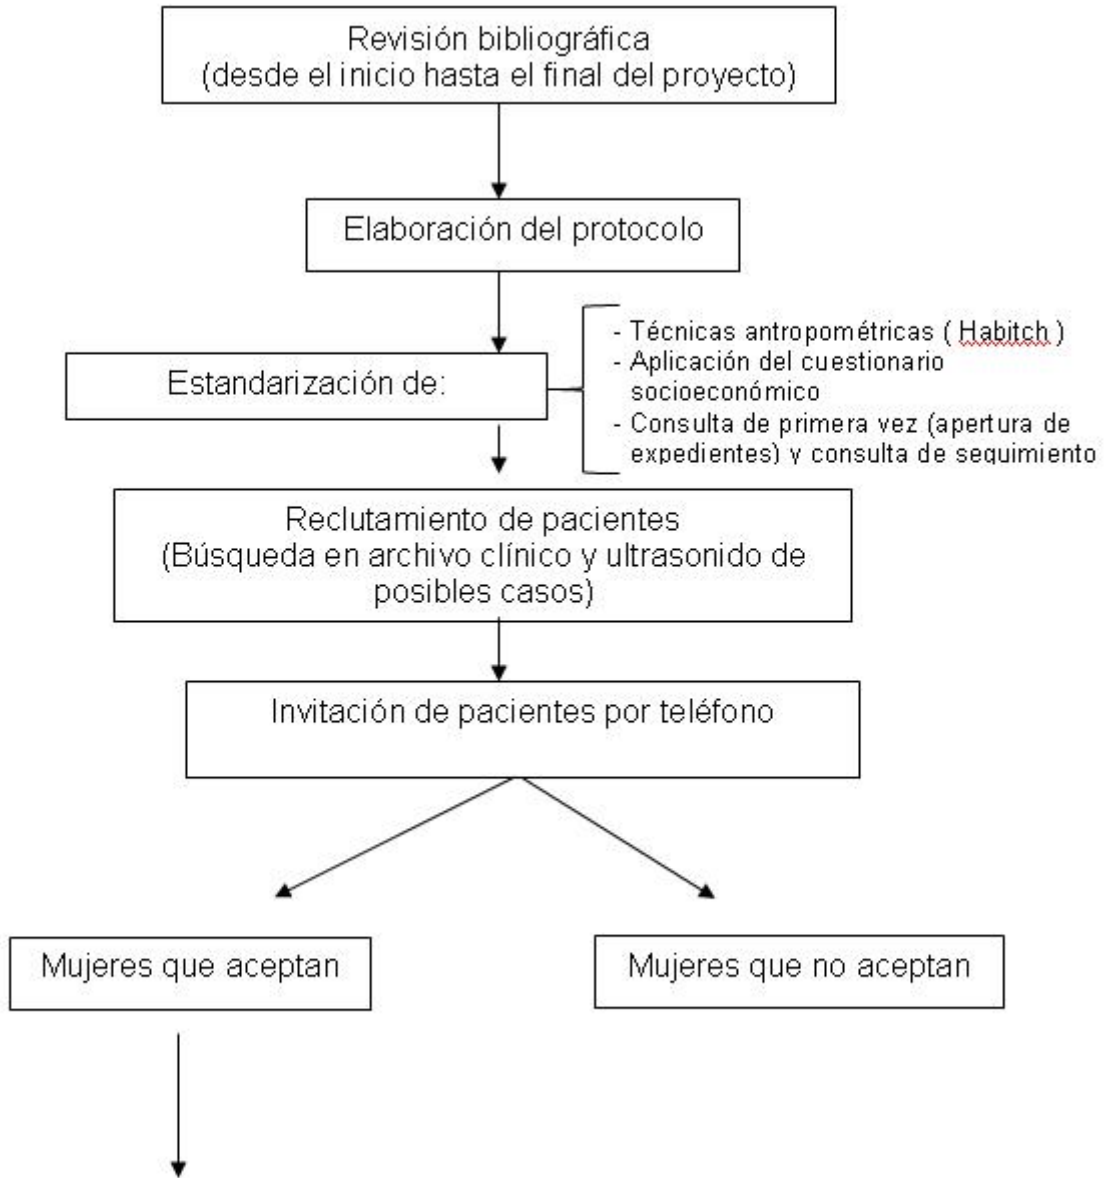 Revisión bibliográfica
(desde el inicio hasta el final del proyecto)
Elaboración del protocolo
Estandarización de:
- Técnicas antropométricas ( Habitch )
- Aplicación del cuestionario
socioeconómico
- Consulta de primera vez (apertura de
expedientes) y consulta de seguimiento
Reclutamiento de pacientes
(Búsqueda en archivo clínico y ultrasonido de
posibles casos)
Invitación de pacientes por teléfono
Mujeres que aceptan
Mujeres que no aceptan